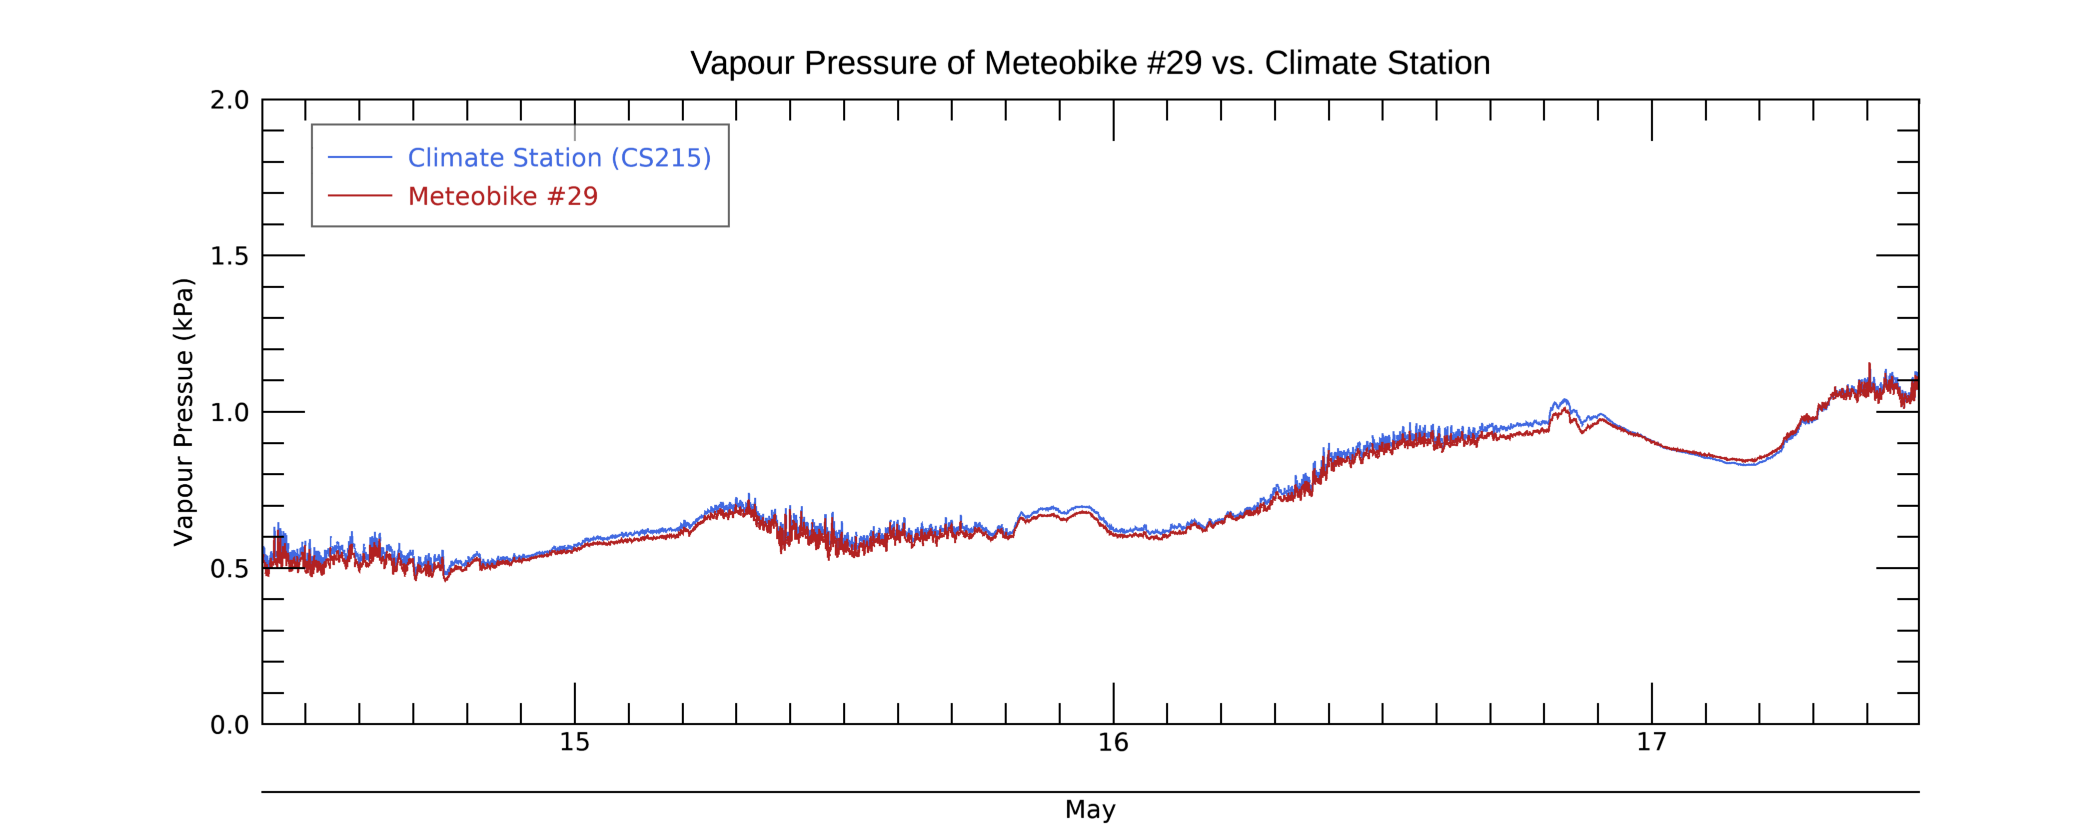 Vapour Pressure of Meteobike #29 vs. Climate Station
2.0
1.5
1.0
0.5
0.0
Vapour Pressue (kPa)
Climate Station (CS215)
Meteobike #29
15
16
17
May